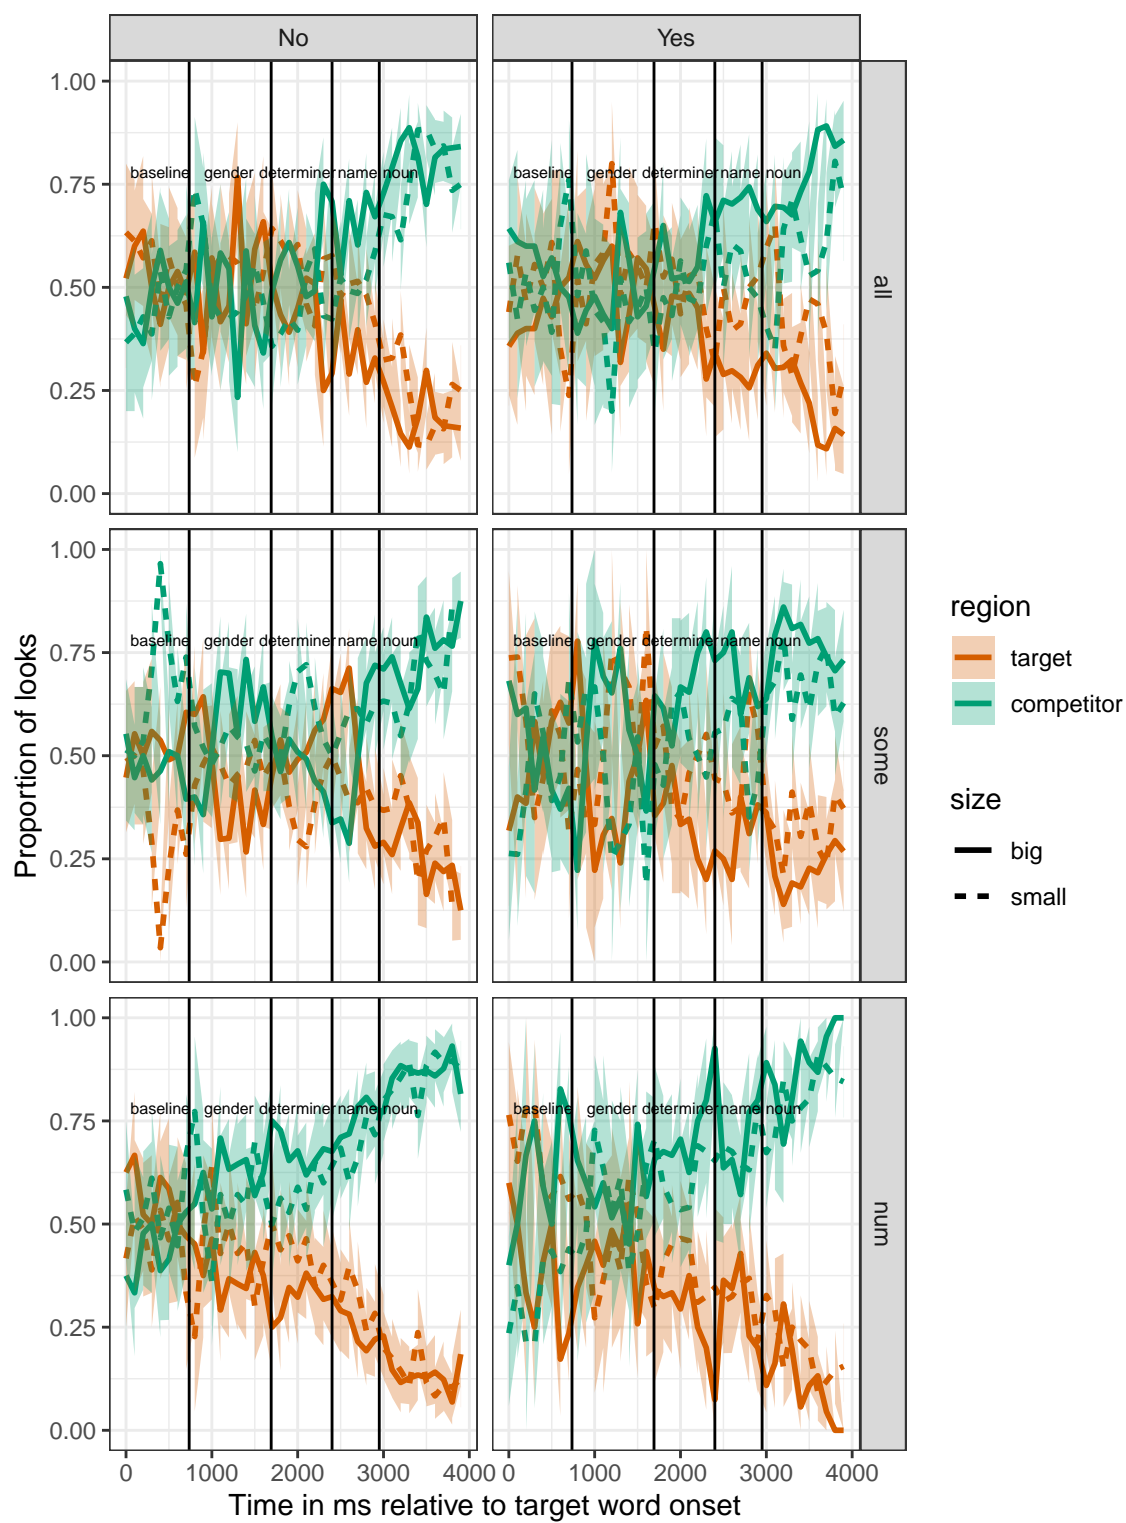 No
Yes
1.00
0.75
0.50
0.25
0.00
baseline gender determiner name noun
baseline gender determiner name noun
all
1.00
0.75
0.50
0.25
0.00
baseline gender determiner name noun
baseline gender determiner name noun
some
1.00
0.75
0.50
0.25
0.00
baseline gender determiner name noun
baseline gender determiner name noun
num
0 1000 2000 3000 4000
0 1000 2000 3000 4000
Time in ms relative to target word onset
Proportion of looks
region
target
competitor
size
big
small